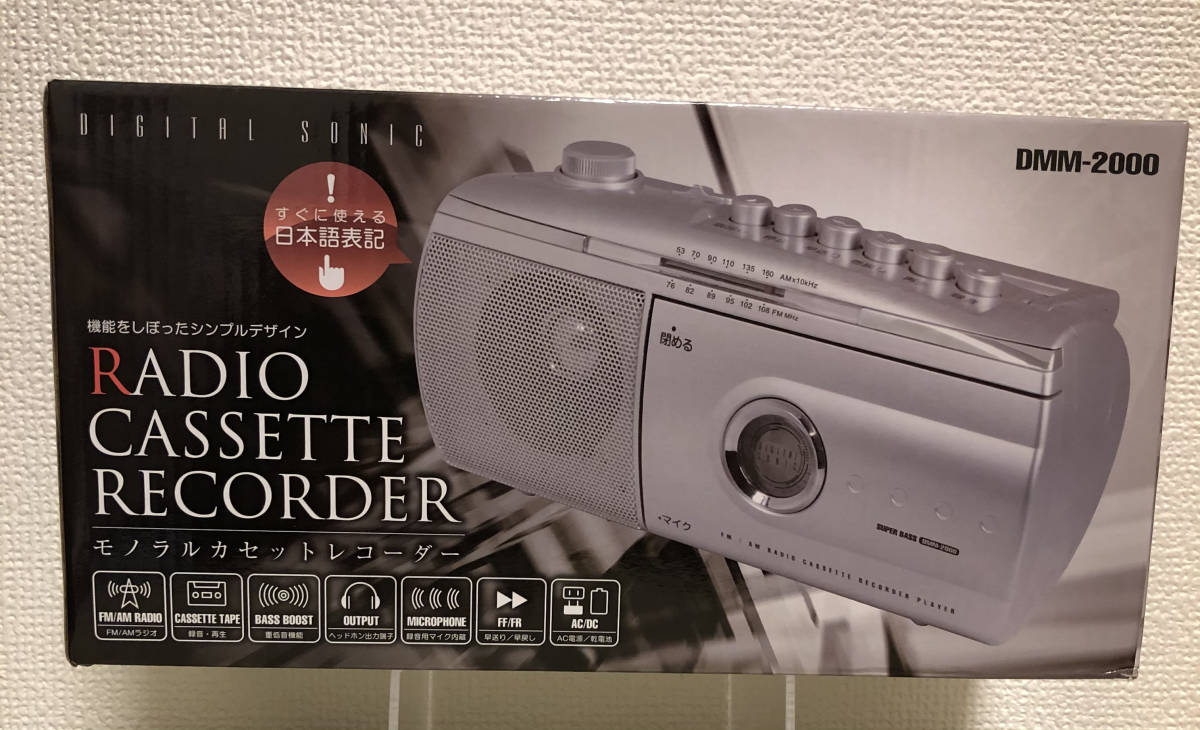 DIGITAL SONIC
DMM-2000
!
すぐに使える
日本語表記
機能をしぼったシンプルデザイン
RADIO
CASSETTE
RECORDER
モノラルカセットレコーダー
53 70 90 110 135 160 AM×10kHz
76 82 89 95 102 108 FM MHz
閉める
DIGITAL
SONIC
•マイク
SUPER BASS DMM-2000
FM / AM RADIO CASSETTE RECORDER PLAYER
FM/AM RADIO
FM/AMラジオ
CASSETTE TAPE
録音・再生
BASS BOOST
重低音機能
OUTPUT
ヘッドホン出力端子
MICROPHONE
録音用マイク内蔵
FF/FR
早送り/早戻し
AC/DC
AC電源/乾電池